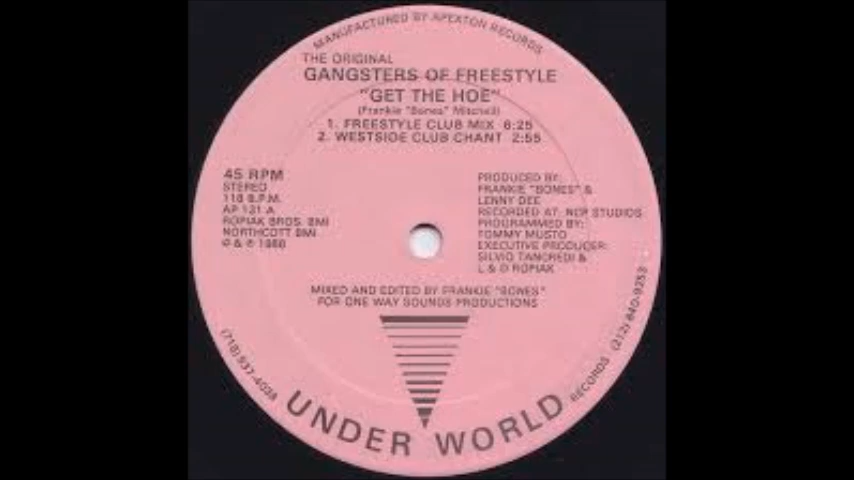 MANUFACTURED BY APEXTON RECORDS
THE ORIGINAL
GANGSTERS OF FREESTYLE
"GET THE HOE"
(Frankie "Bones" Mitchell)
1. FREESTYLE CLUB MIX 6:25
2. WESTSIDE CLUB CHANT 2:55
45 RPM
STEREO
118 B.P.M.
AP 131 A
ROPIAK BROS. BMI
NORTHCOTT BMI
© & ℗ 1988
PRODUCED BY:
FRANKIE "BONES" &
LENNY DEE
RECORDED AT: NCP STUDIOS
PROGRAMMED BY:
TOMMY MUSTO
EXECUTIVE PRODUCER:
SILVIO TANCREDI &
L & D ROPIAK
MIXED AND EDITED BY FRANKIE "BONES"
FOR ONE WAY SOUNDS PRODUCTIONS
(718) 937-4038
UNDER WORLD
RECORDS (212) 840-9253